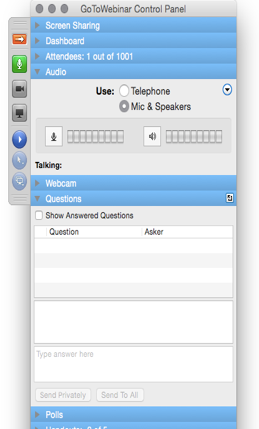 GoToWebinar Control Panel
Screen Sharing
Dashboard
Attendees: 1 out of 1001
Audio
Use: Telephone
Mic & Speakers
Talking:
Webcam
Questions
Show Answered Questions
Question Asker
Type answer here
Send Privately Send To All
Polls